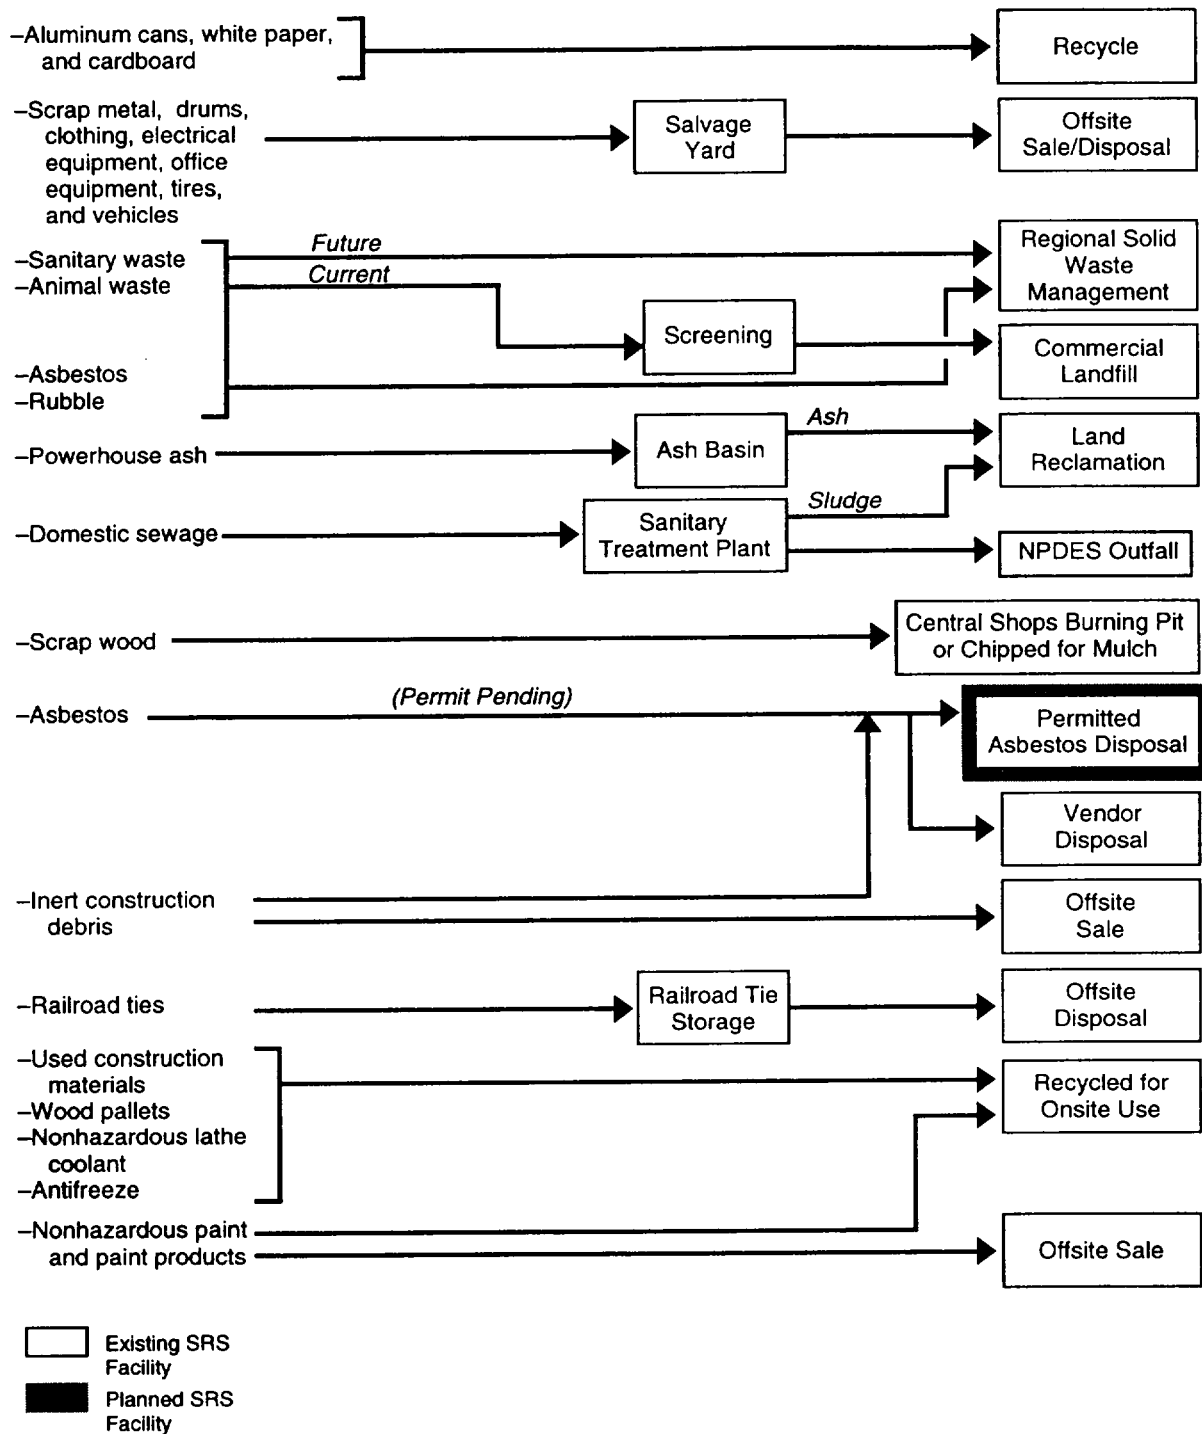 –Aluminum cans, white paper,
and cardboard
Recycle
–Scrap metal, drums,
clothing, electrical
equipment, office
equipment, tires,
and vehicles
Salvage
Yard
Offsite
Sale/Disposal
–Sanitary waste
–Animal waste
–Asbestos
–Rubble
Future
Current
Screening
Regional Solid
Waste
Management
Commercial
Landfill
–Powerhouse ash
Ash Basin
Ash
Land
Reclamation
–Domestic sewage
Sanitary
Treatment Plant
Sludge
NPDES Outfall
–Scrap wood
Central Shops Burning Pit
or Chipped for Mulch
–Asbestos
(Permit Pending)
Permitted
Asbestos Disposal
Vendor
Disposal
–Inert construction
debris
Offsite
Sale
–Railroad ties
Railroad Tie
Storage
Offsite
Disposal
–Used construction
materials
–Wood pallets
–Nonhazardous lathe
coolant
–Antifreeze
Recycled for
Onsite Use
–Nonhazardous paint
and paint products
Offsite Sale
Existing SRS
Facility
Planned SRS
Facility